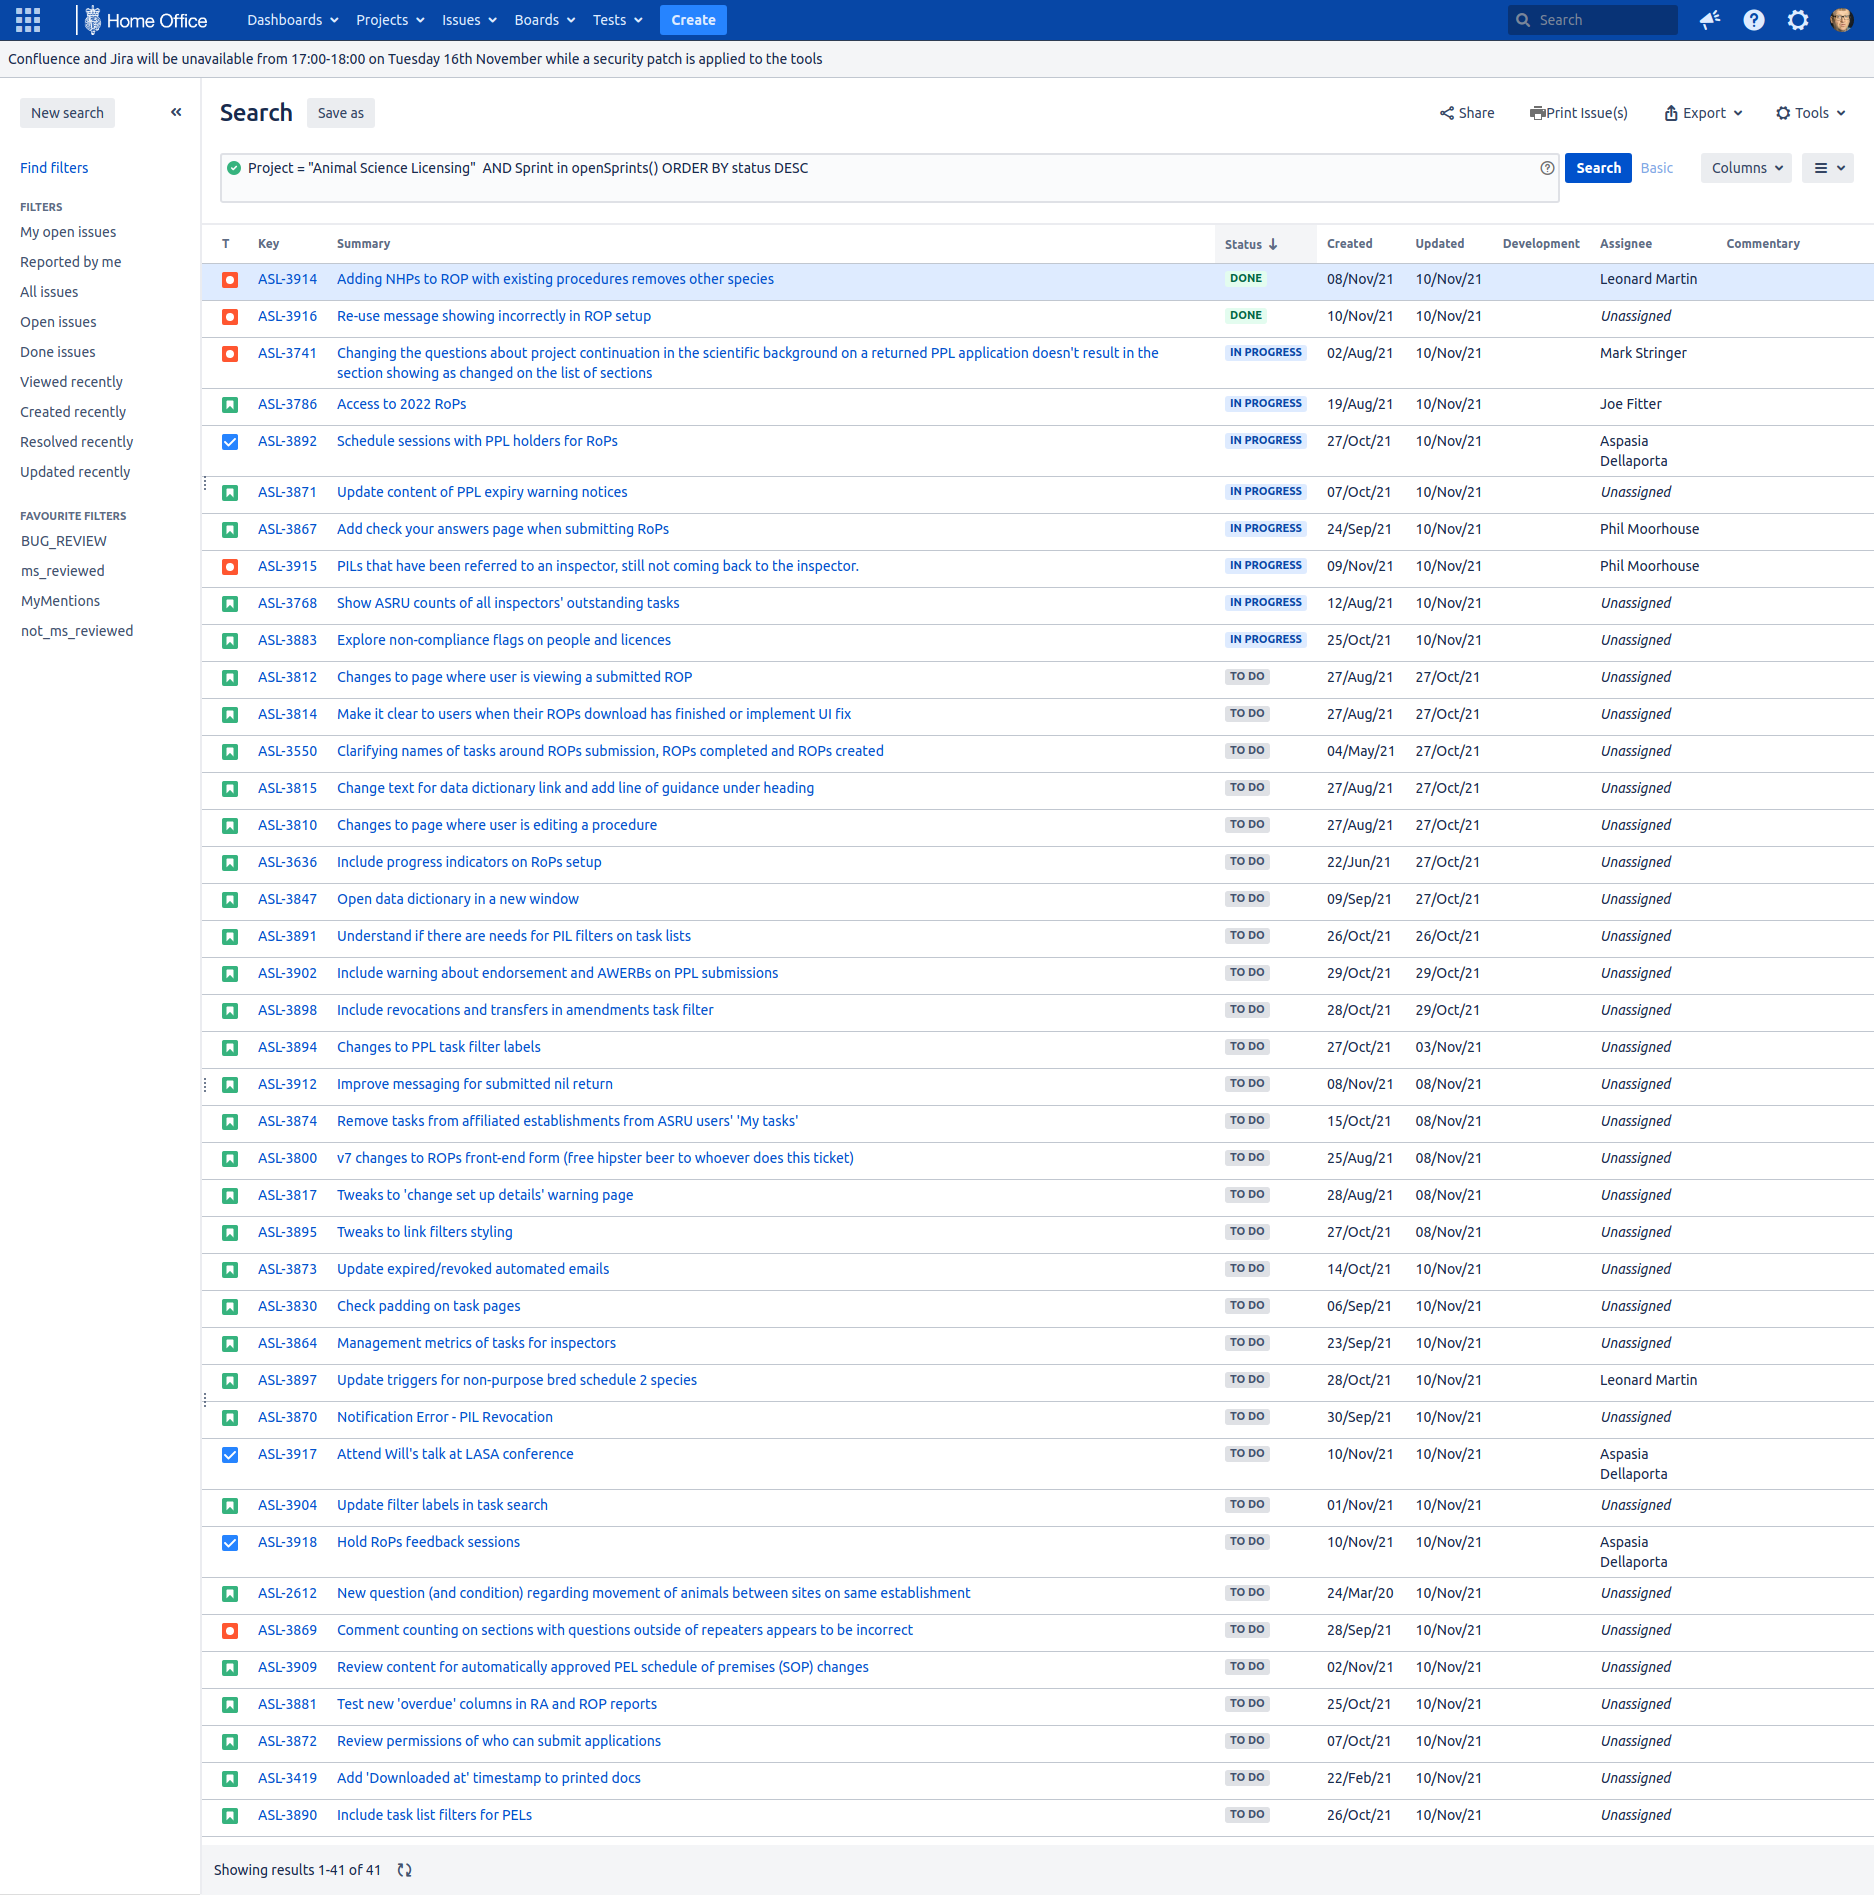 Home Office Dashboards Projects Issues Boards Tests Create Search
Confluence and Jira will be unavailable from 17:00-18:00 on Tuesday 16th November while a security patch is applied to the tools
New search
Find filters
FILTERS
My open issues
Reported by me
All issues
Open issues
Done issues
Viewed recently
Created recently
Resolved recently
Updated recently
FAVOURITE FILTERS
BUG_REVIEW
ms_reviewed
MyMentions
not_ms_reviewed
Search Save as Share Print Issue(s) Export Tools
Project = "Animal Science Licensing"  AND Sprint in openSprints() ORDER BY status DESC Search Basic Columns
T Key Summary Status Created Updated Development Assignee Commentary
ASL-3914 Adding NHPs to ROP with existing procedures removes other species DONE 08/Nov/21 10/Nov/21 Leonard Martin
ASL-3916 Re-use message showing incorrectly in ROP setup DONE 10/Nov/21 10/Nov/21 Unassigned
ASL-3741 Changing the questions about project continuation in the scientific background on a returned PPL application doesn't result in the IN PROGRESS 02/Aug/21 10/Nov/21 Mark Stringer
section showing as changed on the list of sections
ASL-3786 Access to 2022 RoPs IN PROGRESS 19/Aug/21 10/Nov/21 Joe Fitter
ASL-3892 Schedule sessions with PPL holders for RoPs IN PROGRESS 27/Oct/21 10/Nov/21 Aspasia
Dellaporta
ASL-3871 Update content of PPL expiry warning notices IN PROGRESS 07/Oct/21 10/Nov/21 Unassigned
ASL-3867 Add check your answers page when submitting RoPs IN PROGRESS 24/Sep/21 10/Nov/21 Phil Moorhouse
ASL-3915 PILs that have been referred to an inspector, still not coming back to the inspector. IN PROGRESS 09/Nov/21 10/Nov/21 Phil Moorhouse
ASL-3768 Show ASRU counts of all inspectors' outstanding tasks IN PROGRESS 12/Aug/21 10/Nov/21 Unassigned
ASL-3883 Explore non-compliance flags on people and licences IN PROGRESS 25/Oct/21 10/Nov/21 Unassigned
ASL-3812 Changes to page where user is viewing a submitted ROP TO DO 27/Aug/21 27/Oct/21 Unassigned
ASL-3814 Make it clear to users when their ROPs download has finished or implement UI fix TO DO 27/Aug/21 27/Oct/21 Unassigned
ASL-3550 Clarifying names of tasks around ROPs submission, ROPs completed and ROPs created TO DO 04/May/21 27/Oct/21 Unassigned
ASL-3815 Change text for data dictionary link and add line of guidance under heading TO DO 27/Aug/21 27/Oct/21 Unassigned
ASL-3810 Changes to page where user is editing a procedure TO DO 27/Aug/21 27/Oct/21 Unassigned
ASL-3636 Include progress indicators on RoPs setup TO DO 22/Jun/21 27/Oct/21 Unassigned
ASL-3847 Open data dictionary in a new window TO DO 09/Sep/21 27/Oct/21 Unassigned
ASL-3891 Understand if there are needs for PIL filters on task lists TO DO 26/Oct/21 26/Oct/21 Unassigned
ASL-3902 Include warning about endorsement and AWERBs on PPL submissions TO DO 29/Oct/21 29/Oct/21 Unassigned
ASL-3898 Include revocations and transfers in amendments task filter TO DO 28/Oct/21 29/Oct/21 Unassigned
ASL-3894 Changes to PPL task filter labels TO DO 27/Oct/21 03/Nov/21 Unassigned
ASL-3912 Improve messaging for submitted nil return TO DO 08/Nov/21 08/Nov/21 Unassigned
ASL-3874 Remove tasks from affiliated establishments from ASRU users' 'My tasks' TO DO 15/Oct/21 08/Nov/21 Unassigned
ASL-3800 v7 changes to ROPs front-end form (free hipster beer to whoever does this ticket) TO DO 25/Aug/21 08/Nov/21 Unassigned
ASL-3817 Tweaks to 'change set up details' warning page TO DO 28/Aug/21 08/Nov/21 Unassigned
ASL-3895 Tweaks to link filters styling TO DO 27/Oct/21 08/Nov/21 Unassigned
ASL-3873 Update expired/revoked automated emails TO DO 14/Oct/21 10/Nov/21 Unassigned
ASL-3830 Check padding on task pages TO DO 06/Sep/21 10/Nov/21 Unassigned
ASL-3864 Management metrics of tasks for inspectors TO DO 23/Sep/21 10/Nov/21 Unassigned
ASL-3897 Update triggers for non-purpose bred schedule 2 species TO DO 28/Oct/21 10/Nov/21 Leonard Martin
ASL-3870 Notification Error - PIL Revocation TO DO 30/Sep/21 10/Nov/21 Unassigned
ASL-3917 Attend Will's talk at LASA conference TO DO 10/Nov/21 10/Nov/21 Aspasia
Dellaporta
ASL-3904 Update filter labels in task search TO DO 01/Nov/21 10/Nov/21 Unassigned
ASL-3918 Hold RoPs feedback sessions TO DO 10/Nov/21 10/Nov/21 Aspasia
Dellaporta
ASL-2612 New question (and condition) regarding movement of animals between sites on same establishment TO DO 24/Mar/20 10/Nov/21 Unassigned
ASL-3869 Comment counting on sections with questions outside of repeaters appears to be incorrect TO DO 28/Sep/21 10/Nov/21 Unassigned
ASL-3909 Review content for automatically approved PEL schedule of premises (SOP) changes TO DO 02/Nov/21 10/Nov/21 Unassigned
ASL-3881 Test new 'overdue' columns in RA and ROP reports TO DO 25/Oct/21 10/Nov/21 Unassigned
ASL-3872 Review permissions of who can submit applications TO DO 07/Oct/21 10/Nov/21 Unassigned
ASL-3419 Add 'Downloaded at' timestamp to printed docs TO DO 22/Feb/21 10/Nov/21 Unassigned
ASL-3890 Include task list filters for PELs TO DO 26/Oct/21 10/Nov/21 Unassigned
Showing results 1-41 of 41